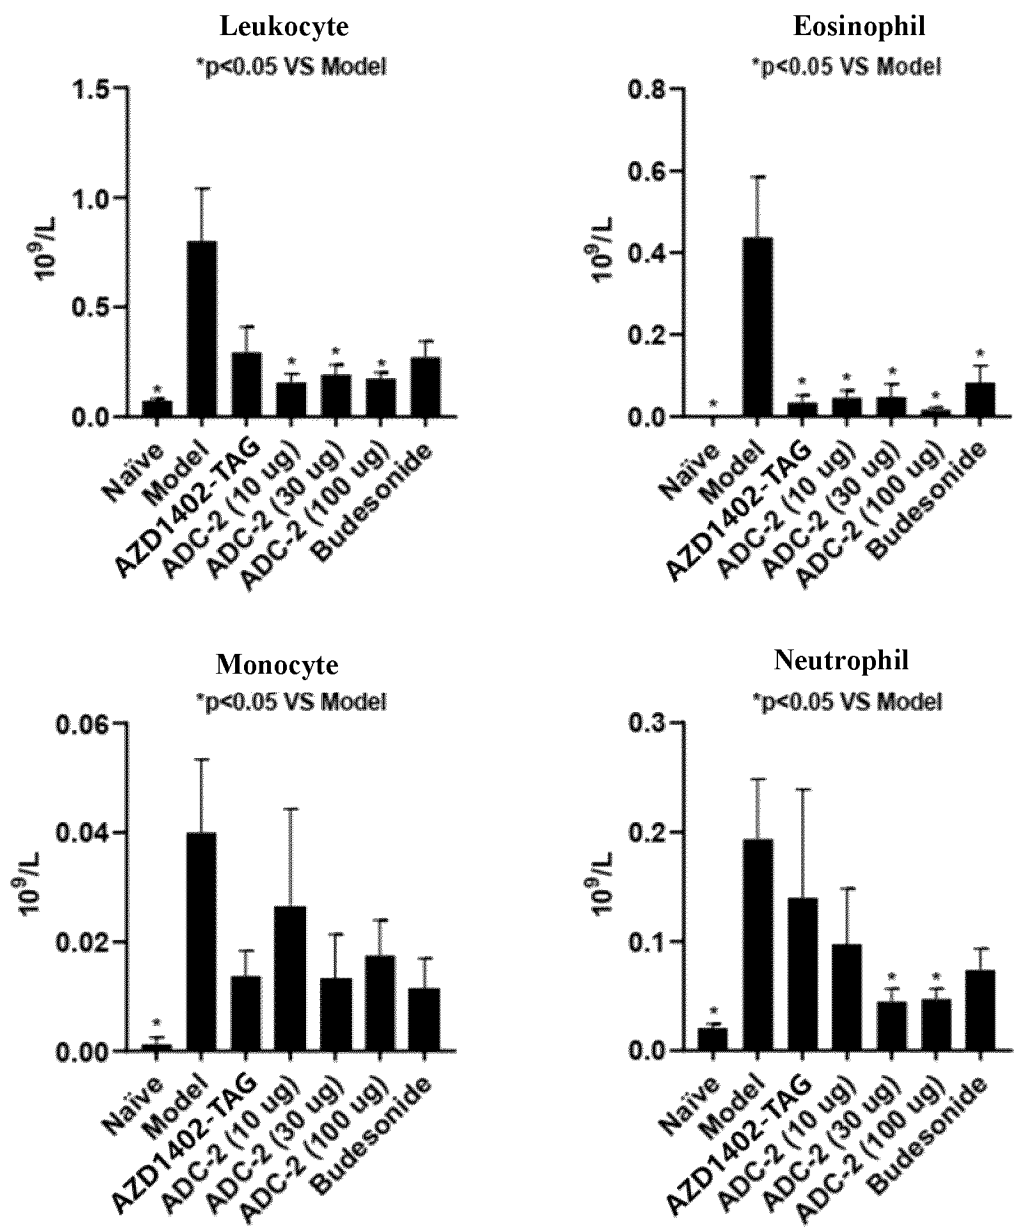 Leukocyte
*p<0.05 VS Model
10⁹/L
1.5
1.0
0.5
0.0
*
*
*
*
Naïve
Model
AZD1402-TAG
ADC-2 (10 ug)
ADC-2 (30 ug)
ADC-2 (100 ug)
Budesonide
Eosinophil
*p<0.05 VS Model
10⁹/L
0.8
0.6
0.4
0.2
0.0
*
*
*
*
*
*
Naïve
Model
AZD1402-TAG
ADC-2 (10 ug)
ADC-2 (30 ug)
ADC-2 (100 ug)
Budesonide
Monocyte
*p<0.05 VS Model
10⁹/L
0.06
0.04
0.02
0.00
*
Naïve
Model
AZD1402-TAG
ADC-2 (10 ug)
ADC-2 (30 ug)
ADC-2 (100 ug)
Budesonide
Neutrophil
*p<0.05 VS Model
10⁹/L
0.3
0.2
0.1
0.0
*
*
*
Naïve
Model
AZD1402-TAG
ADC-2 (10 ug)
ADC-2 (30 ug)
ADC-2 (100 ug)
Budesonide